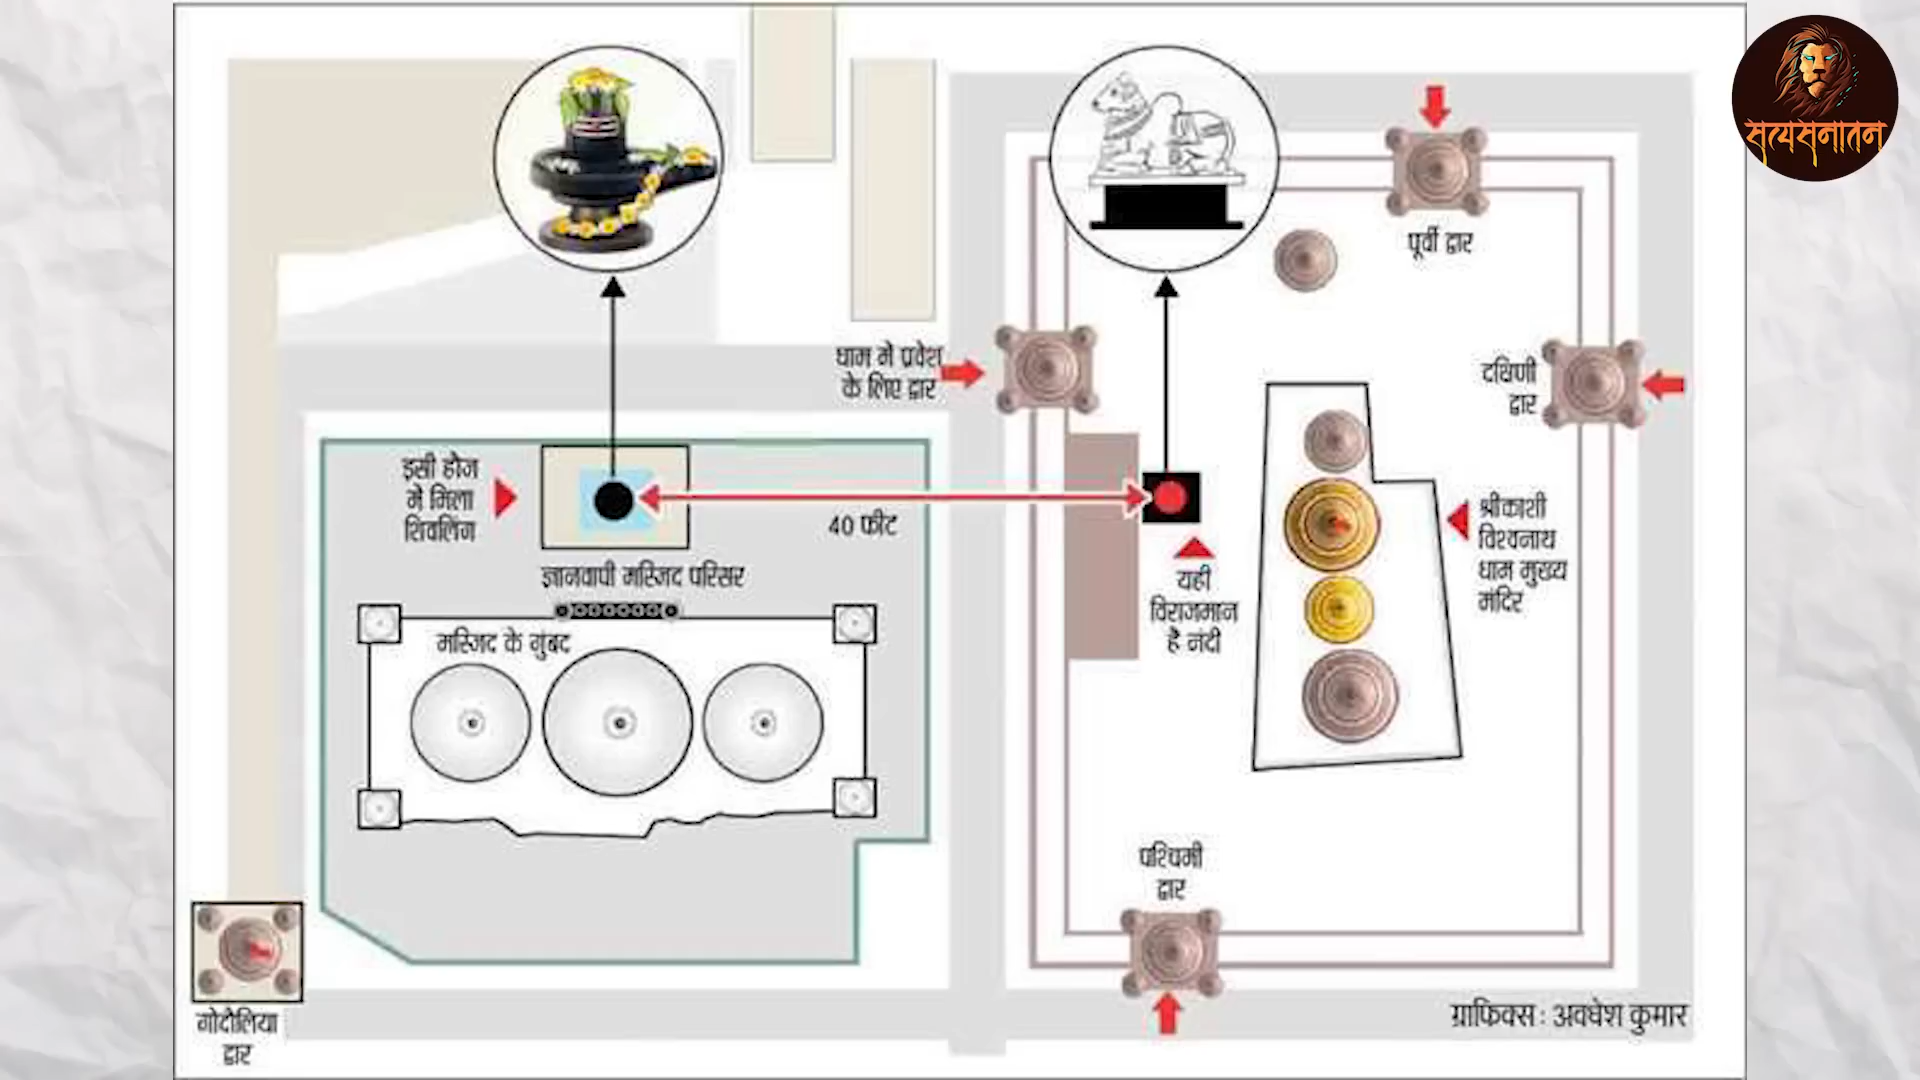 सत्यसनातन
पूर्वी द्वार
धाम में प्रवेश
के लिए द्वार
दक्षिणी
द्वार
इसी हौज
में मिला
शिवलिंग
40 फीट
श्रीकाशी
विश्वनाथ
धाम मुख्य
मंदिर
ज्ञानवापी मस्जिद परिसर
यही
विराजमान
है नंदी
मस्जिद के गुंबद
पश्चिमी
द्वार
गोदौलिया
द्वार
ग्राफिक्स: अवधेश कुमार